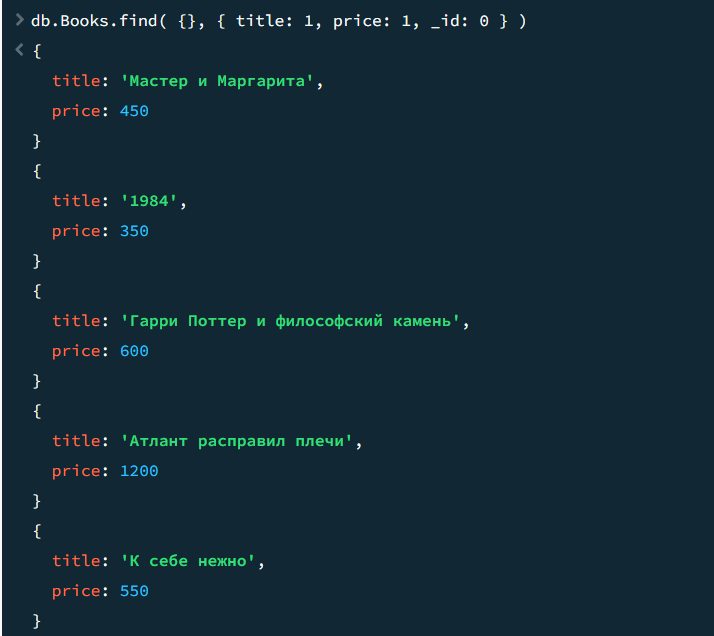 > db.Books.find( {}, { title: 1, price: 1, _id: 0 } )
< {
title: 'Мастер и Маргарита',
price: 450
}
{
title: '1984',
price: 350
}
{
title: 'Гарри Поттер и философский камень',
price: 600
}
{
title: 'Атлант расправил плечи',
price: 1200
}
{
title: 'К себе нежно',
price: 550
}